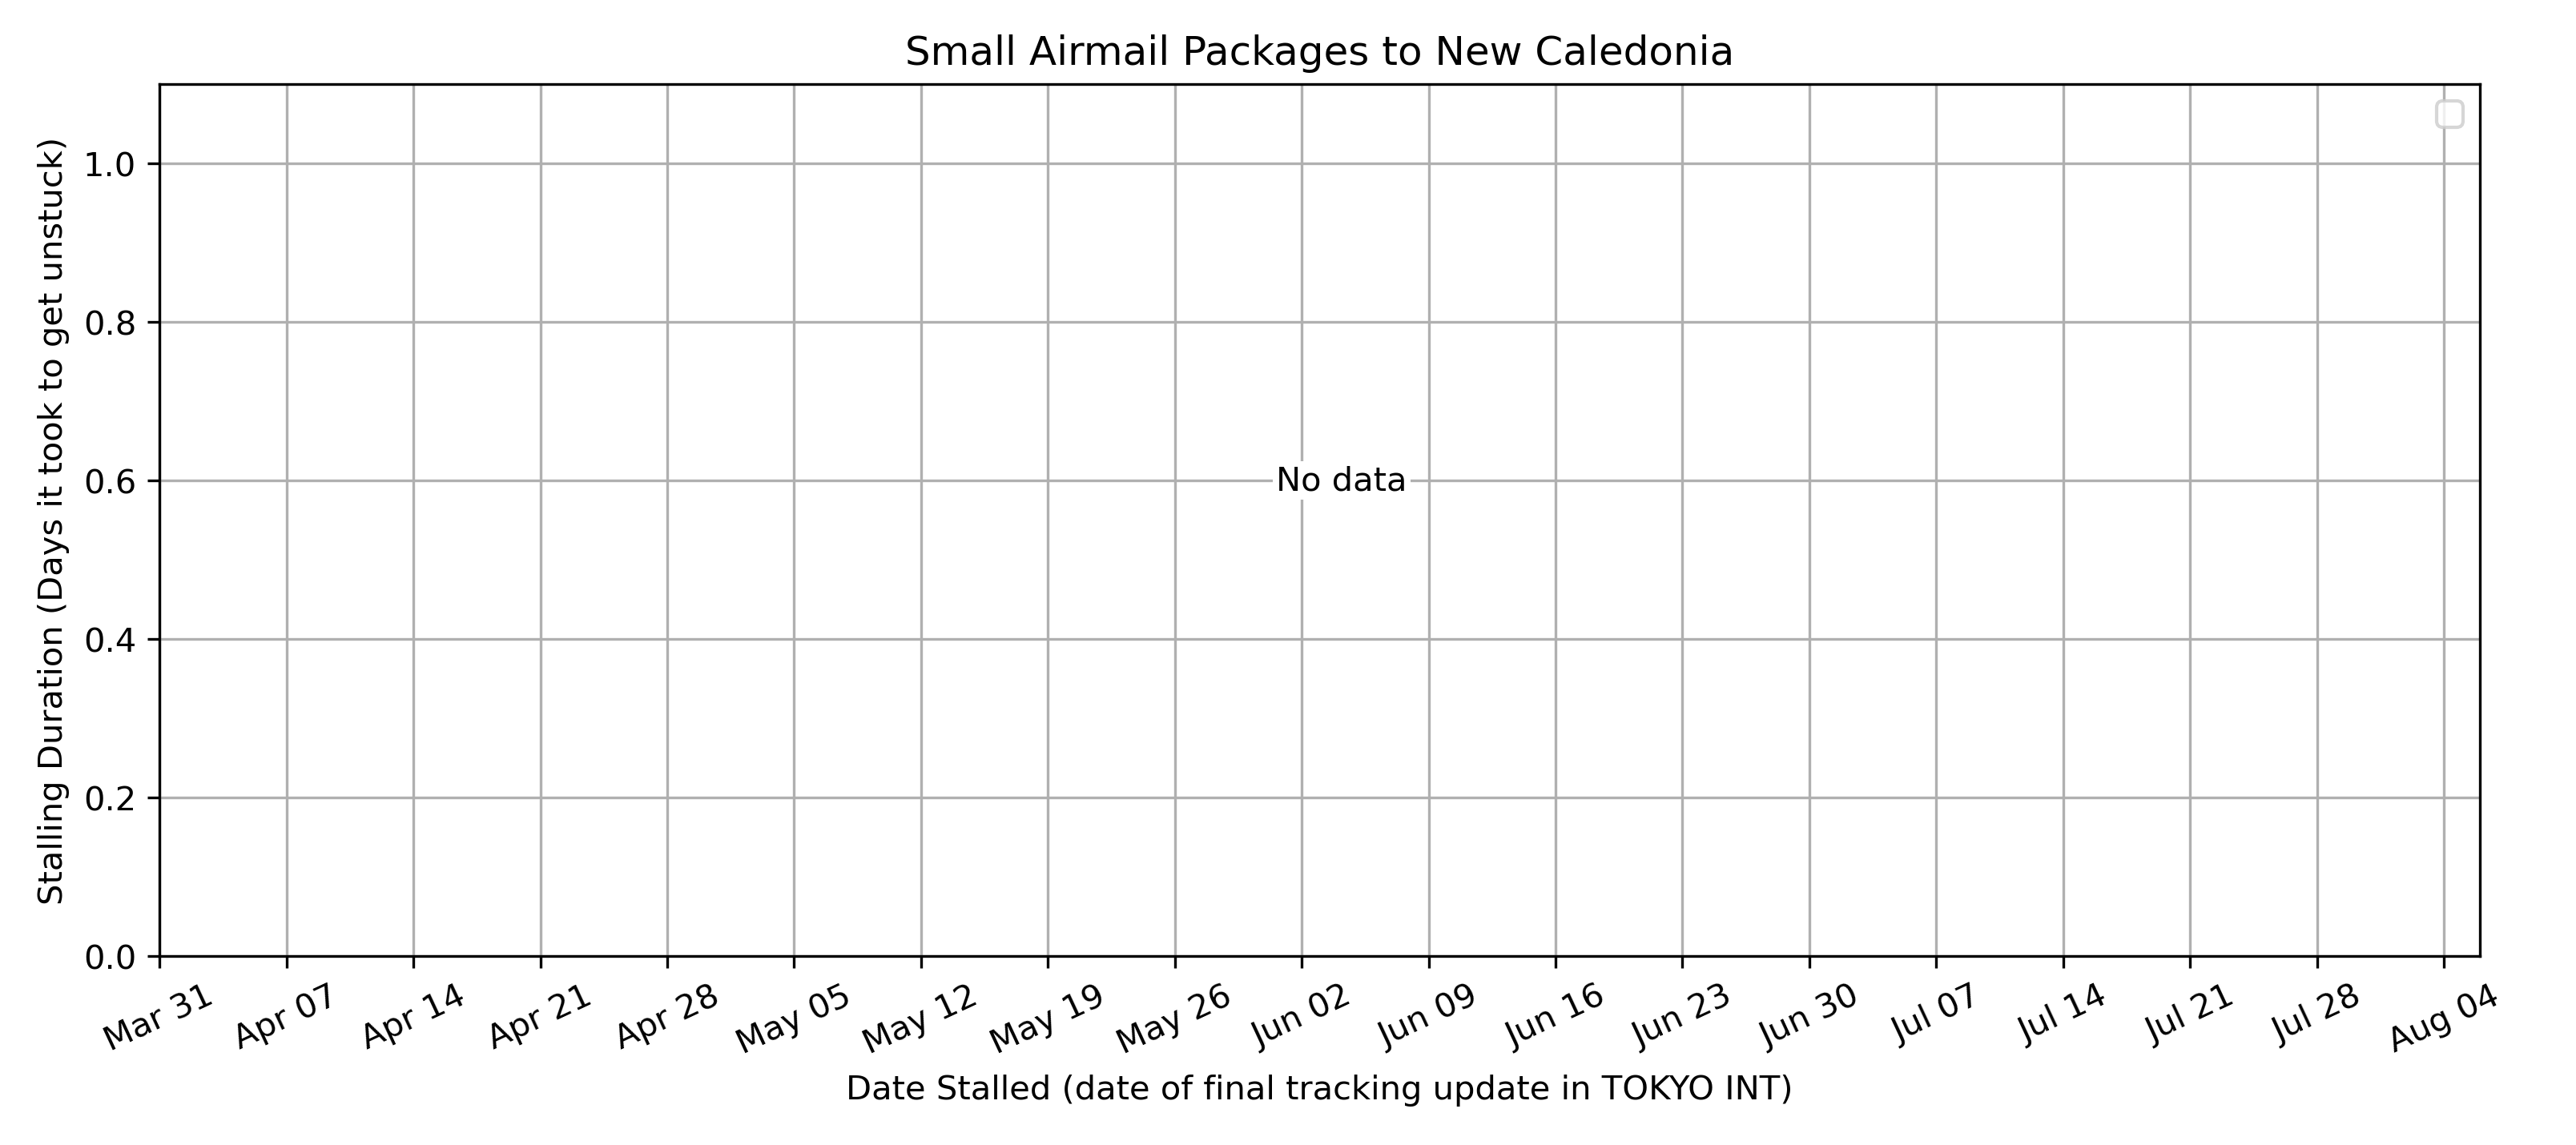 Small Airmail Packages to New Caledonia
Stalling Duration (Days it took to get unstuck)
1.0
0.8
0.6
0.4
0.2
0.0
No data
Mar 31 Apr 07 Apr 14 Apr 21 Apr 28 May 05 May 12 May 19 May 26 Jun 02 Jun 09 Jun 16 Jun 23 Jun 30 Jul 07 Jul 14 Jul 21 Jul 28 Aug 04
Date Stalled (date of final tracking update in TOKYO INT)